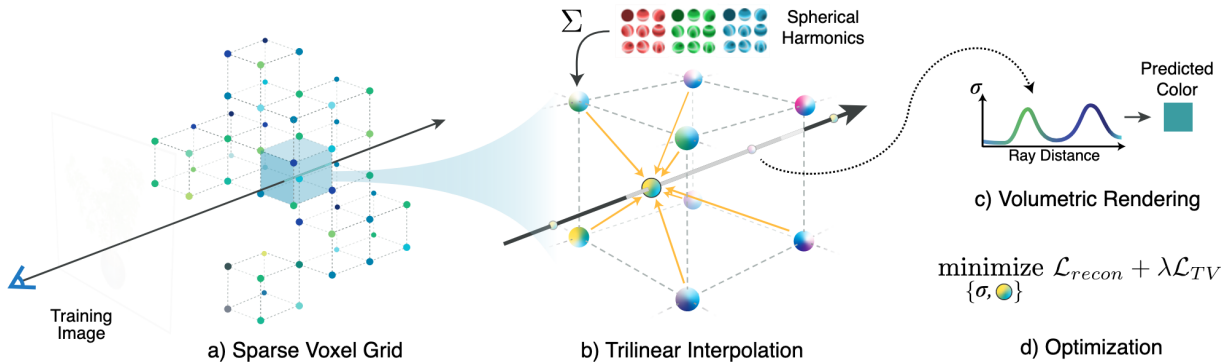 Training
Image
a) Sparse Voxel Grid
Σ
Spherical
Harmonics
b) Trilinear Interpolation
σ
Ray Distance
Predicted
Color
c) Volumetric Rendering
minimize ℒ_recon + λℒ_TV
{σ, }
d) Optimization